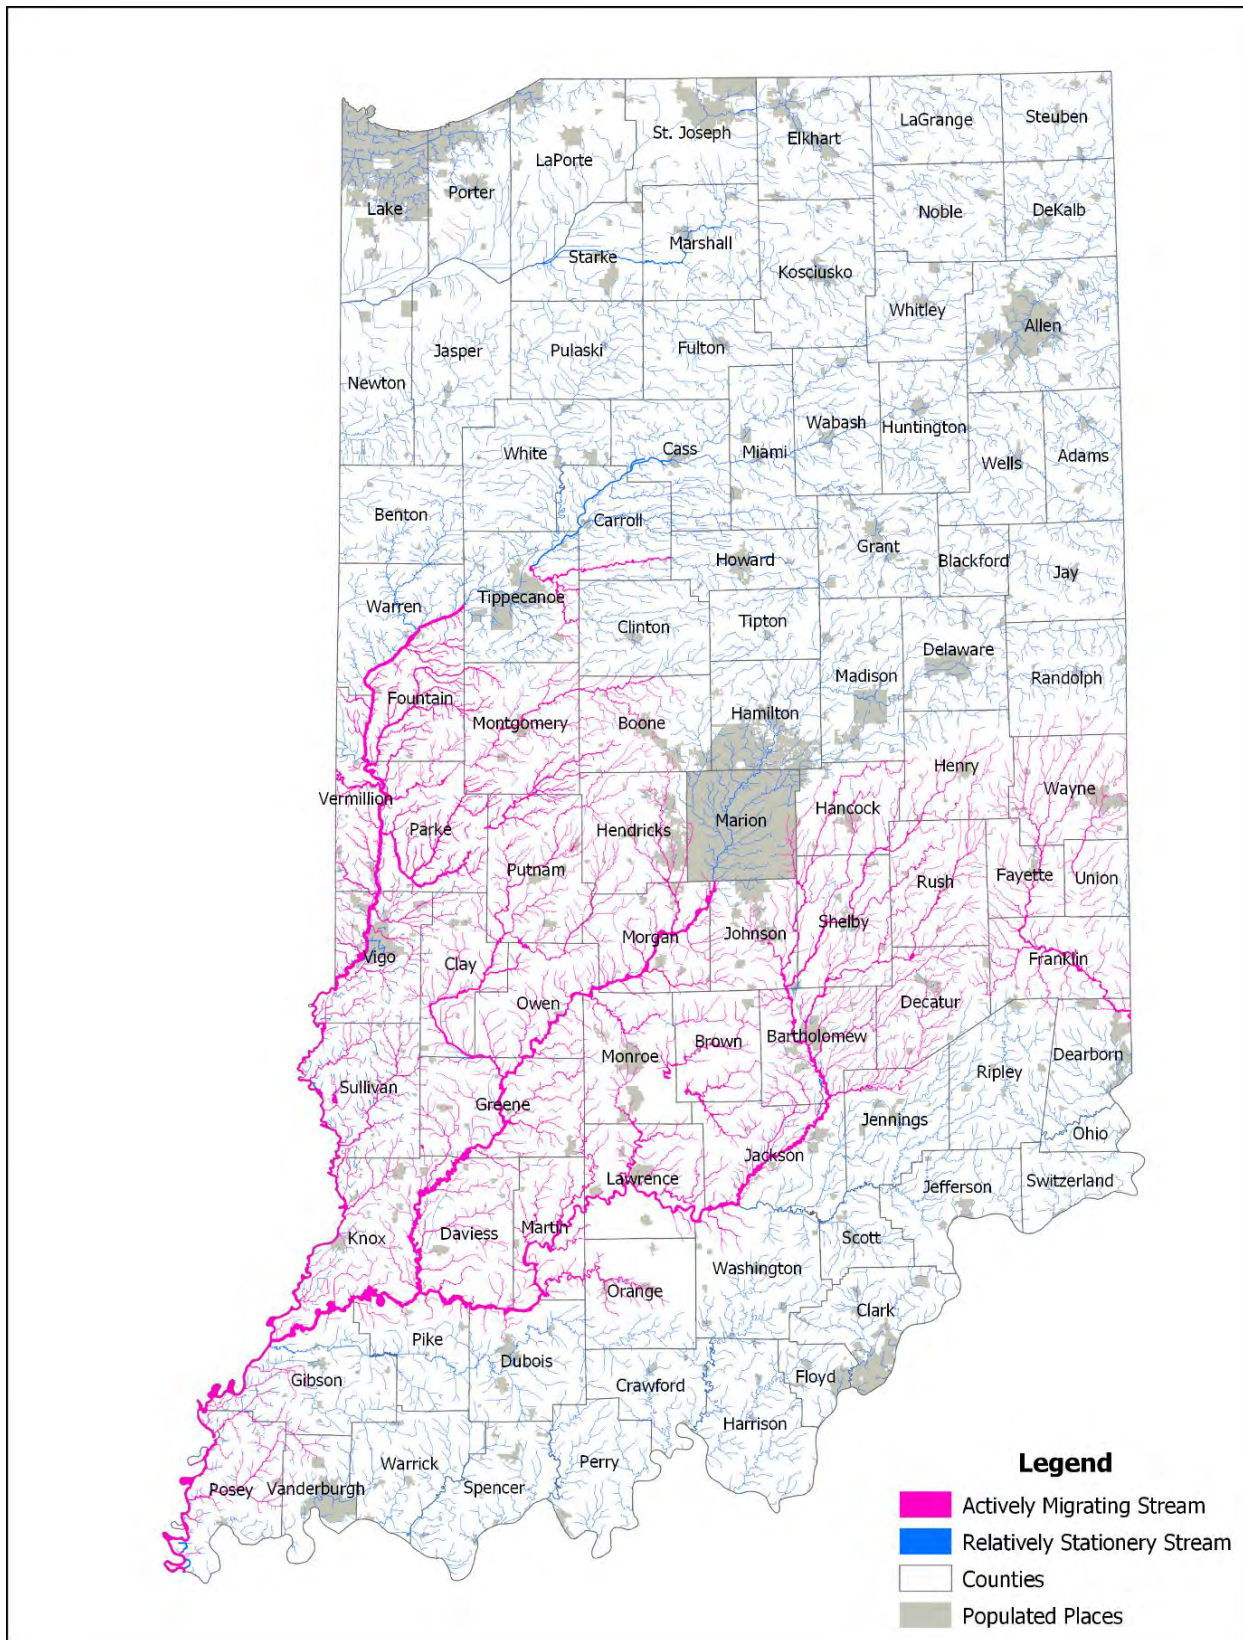 Steuben
LaGrange
St. Joseph
Elkhart
LaPorte
Porter
Lake
Noble
DeKalb
Marshall
Starke
Kosciusko
Whitley
Allen
Jasper
Pulaski
Fulton
Newton
Wabash
Huntington
White
Cass
Miami
Wells
Adams
Benton
Carroll
Grant
Howard
Blackford
Jay
Warren
Tippecanoe
Clinton
Tipton
Delaware
Madison
Randolph
Fountain
Montgomery
Boone
Hamilton
Henry
Wayne
Vermillion
Hancock
Parke
Hendricks
Marion
Putnam
Rush
Fayette
Union
Shelby
Morgan
Johnson
Vigo
Clay
Franklin
Owen
Decatur
Bartholomew
Brown
Monroe
Dearborn
Ripley
Sullivan
Greene
Jennings
Ohio
Jackson
Lawrence
Jefferson
Switzerland
Knox
Daviess
Martin
Scott
Washington
Orange
Clark
Pike
Dubois
Gibson
Crawford
Floyd
Harrison
Warrick
Perry
Posey
Vanderburgh
Spencer
Legend
Actively Migrating Stream
Relatively Stationery Stream
Counties
Populated Places